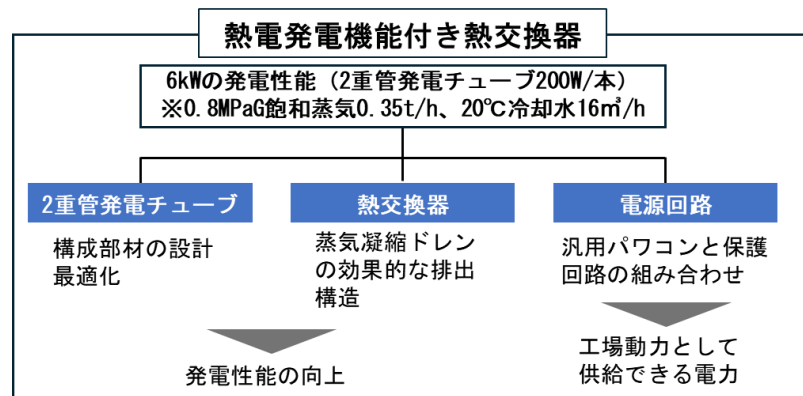 熱電発電機能付き熱交換器
6kWの発電性能（2重管発電チューブ200W/本）
※0.8MPaG飽和蒸気0.35t/h、20℃冷却水16㎥/h
2重管発電チューブ
熱交換器
電源回路
構成部材の設計
最適化
蒸気凝縮ドレン
の効果的な排出
構造
汎用パワコンと保護
回路の組み合わせ
発電性能の向上
工場動力として
供給できる電力